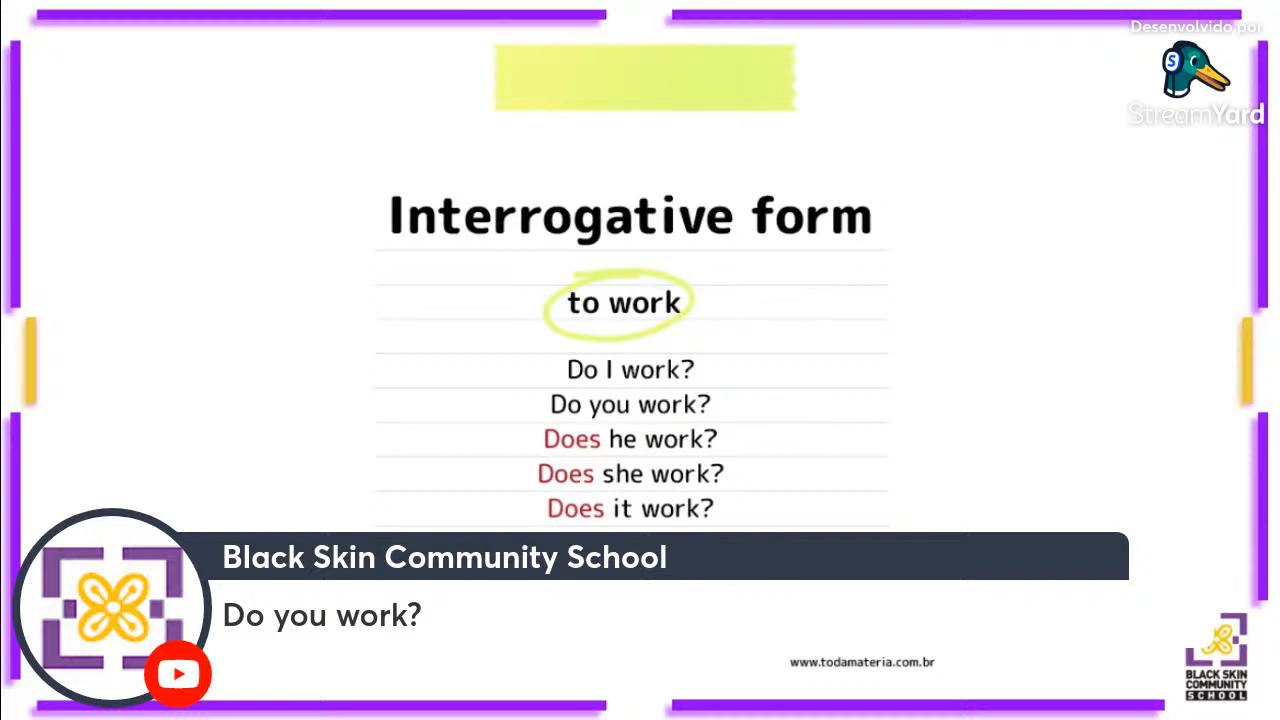 Desenvolvido por
StreamYard
Interrogative form
to work
Do I work?
Do you work?
Does he work?
Does she work?
Does it work?
Black Skin Community School
Do you work?
www.todamateria.com.br
BLACK SKIN
COMMUNITY
SCHOOL